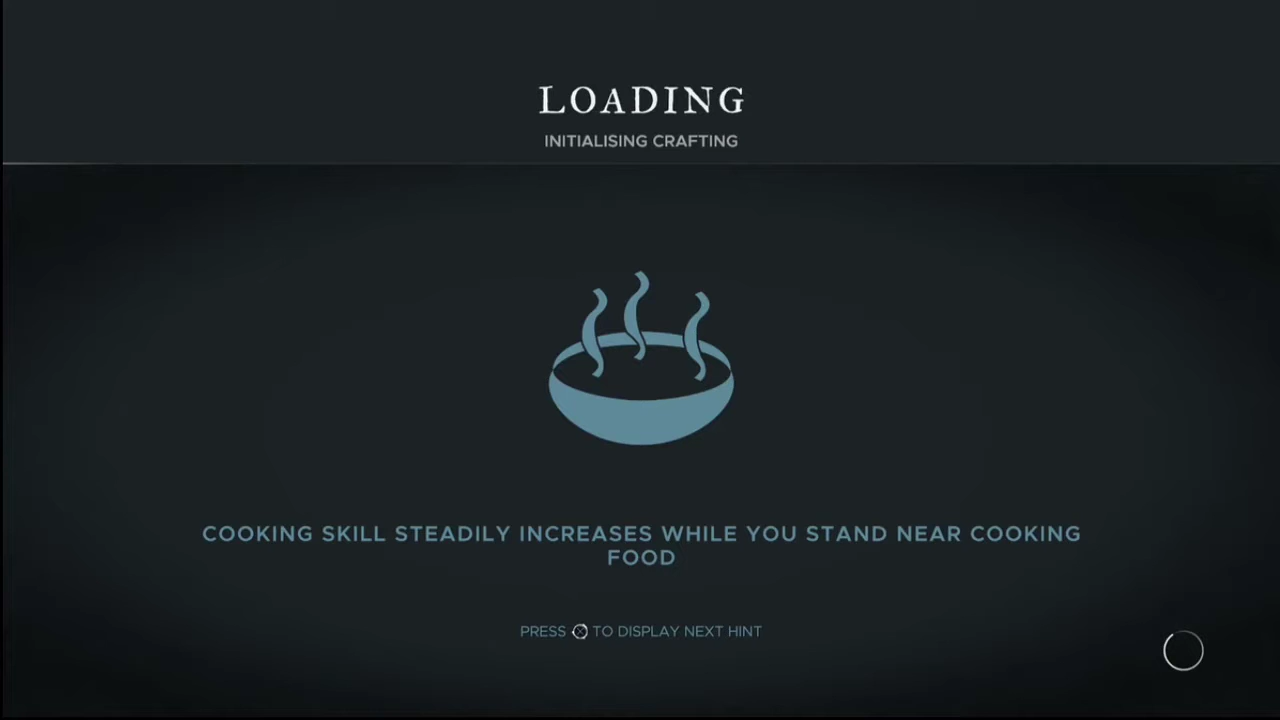 LOADING
INITIALISING CRAFTING
COOKING SKILL STEADILY INCREASES WHILE YOU STAND NEAR COOKING
FOOD
PRESS TO DISPLAY NEXT HINT